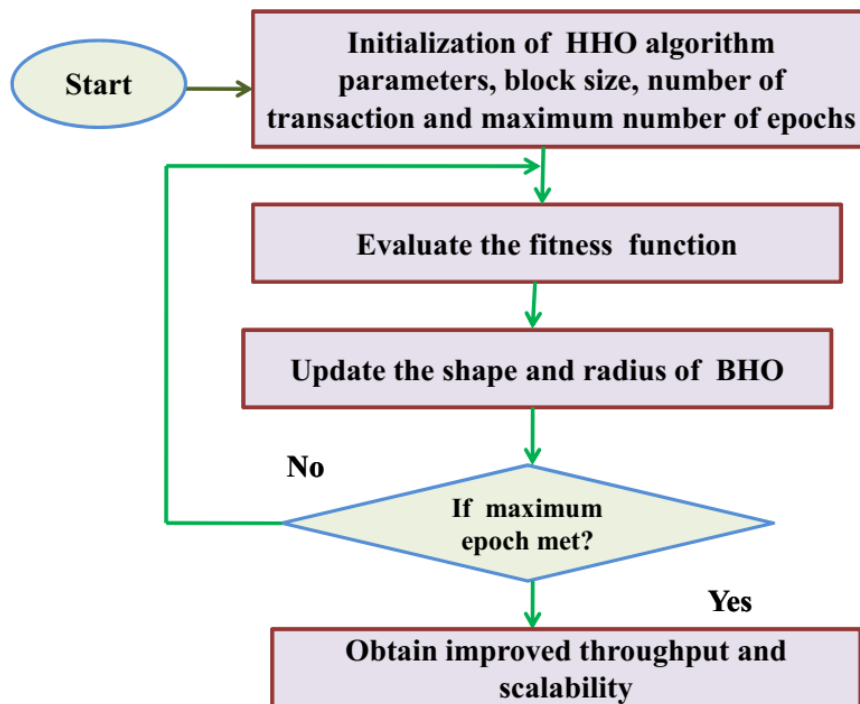 Start
Initialization of HHO algorithm
parameters, block size, number of
transaction and maximum number of epochs
Evaluate the fitness function
Update the shape and radius of BHO
No
If maximum
epoch met?
Yes
Obtain improved throughput and
scalability